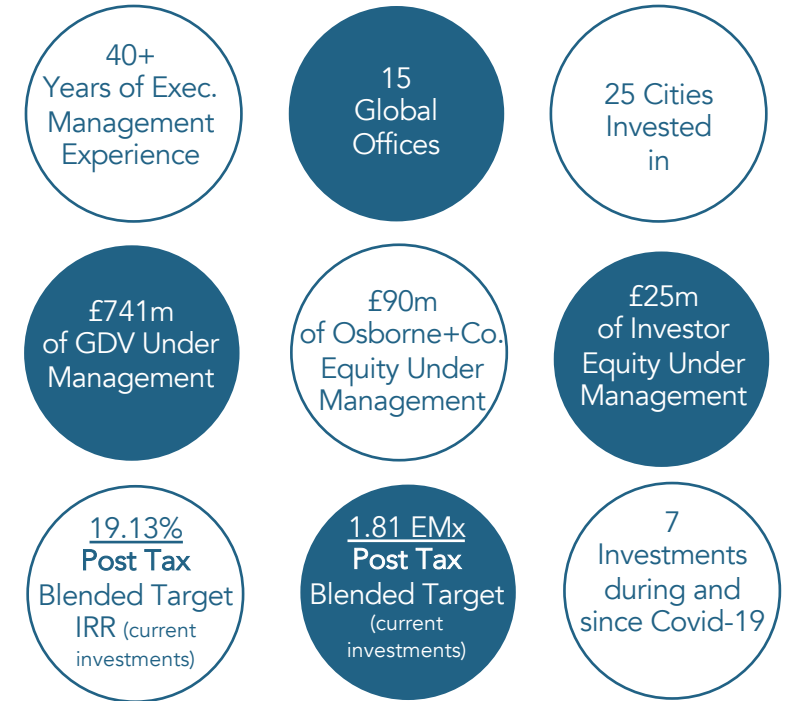 40+
Years of Exec.
Management
Experience
15
Global
Offices
25 Cities
Invested
in
£741m
of GDV Under
Management
£90m
of Osborne+Co.
Equity Under
Management
£25m
of Investor
Equity Under
Management
19.13%
Post Tax
Blended Target
IRR (current
investments)
1.81 EMx
Post Tax
Blended Target
(current
investments)
7
Investments
during and
since Covid-19